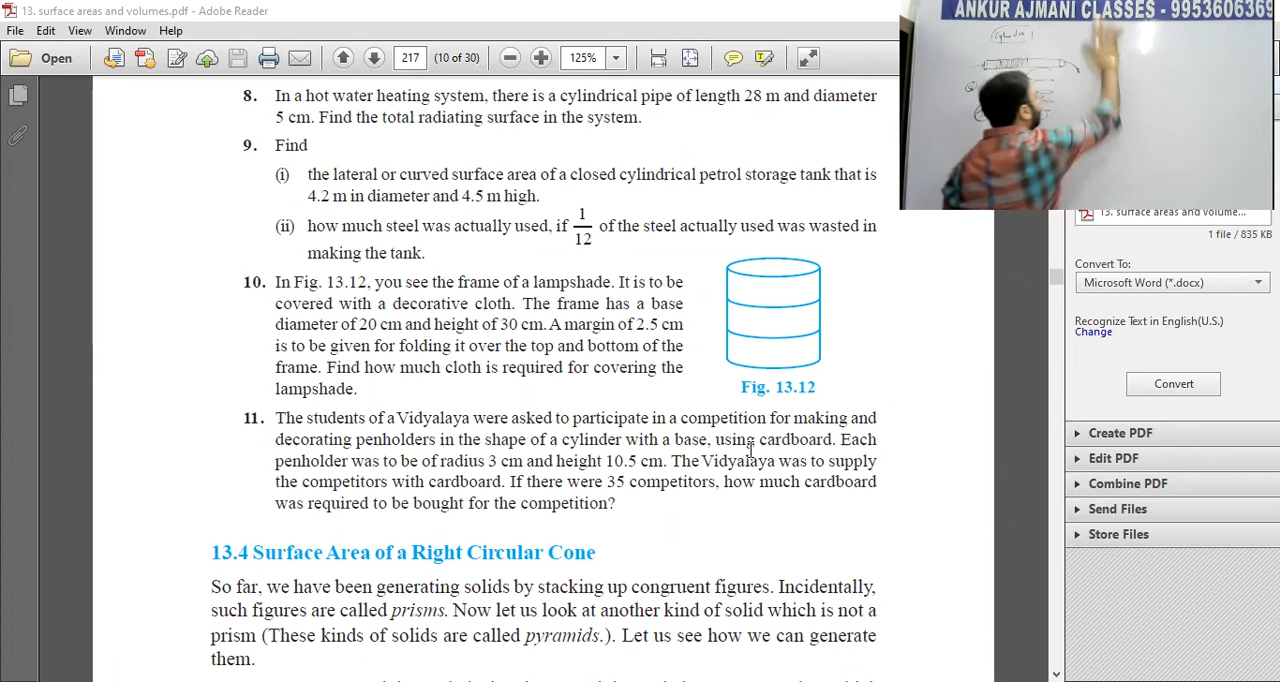 13. surface areas and volumes.pdf - Adobe Reader
File Edit View Window Help
Open 217 (10 of 30) 125%
ANKUR AJMANI CLASSES - 9953606369
Cylinder
8. In a hot water heating system, there is a cylindrical pipe of length 28 m and diameter
5 cm. Find the total radiating surface in the system.
9. Find
(i) the lateral or curved surface area of a closed cylindrical petrol storage tank that is
4.2 m in diameter and 4.5 m high.
(ii) how much steel was actually used, if 1/12 of the steel actually used was wasted in
making the tank.
10. In Fig. 13.12, you see the frame of a lampshade. It is to be
covered with a decorative cloth. The frame has a base
diameter of 20 cm and height of 30 cm. A margin of 2.5 cm
is to be given for folding it over the top and bottom of the
frame. Find how much cloth is required for covering the
lampshade.
Fig. 13.12
11. The students of a Vidyalaya were asked to participate in a competition for making and
decorating penholders in the shape of a cylinder with a base, using cardboard. Each
penholder was to be of radius 3 cm and height 10.5 cm. The Vidyalaya was to supply
the competitors with cardboard. If there were 35 competitors, how much cardboard
was required to be bought for the competition?
13.4 Surface Area of a Right Circular Cone
So far, we have been generating solids by stacking up congruent figures. Incidentally,
such figures are called prisms. Now let us look at another kind of solid which is not a
prism (These kinds of solids are called pyramids.). Let us see how we can generate
them.
13. surface areas and volume...
1 file / 835 KB
Convert To:
Microsoft Word (*.docx)
Recognize Text in English(U.S.)
Change
Convert
Create PDF
Edit PDF
Combine PDF
Send Files
Store Files